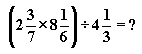 (2 3/7 × 8 1/6) ÷ 4 1/3 = ?